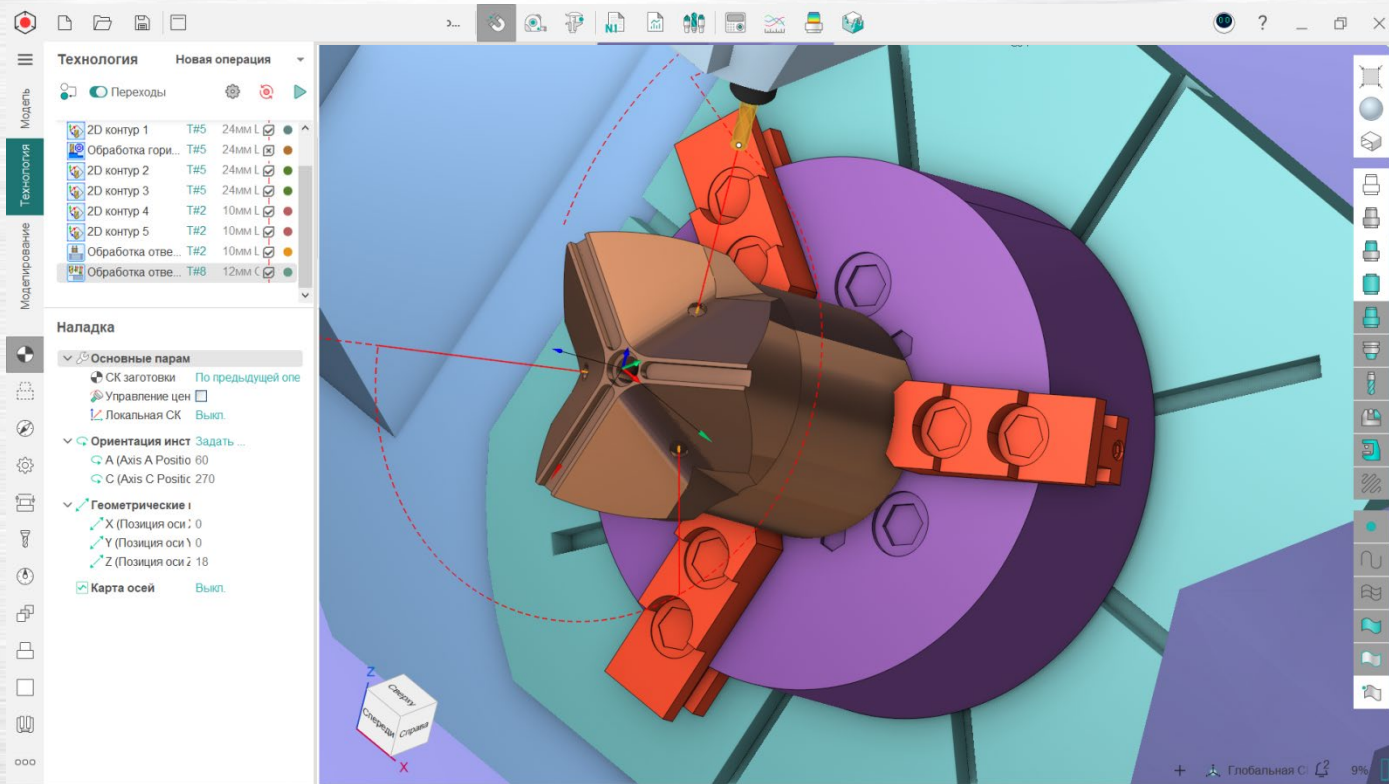 Технология Новая операция
Переходы
2D контур 1 T#5 24мм L
Обработка гори... T#5 24мм L
2D контур 2 T#5 24мм L
2D контур 3 T#5 24мм L
2D контур 4 T#2 10мм L
2D контур 5 T#2 10мм L
Обработка отве... T#2 10мм L
Обработка отве... T#8 12мм
Модель
Технология
Моделирование
Наладка
Основные парам
СК заготовки По предыдущей опе
Управление цен
Локальная СК Выкл.
Ориентация инст Задать ...
A (Axis A Positio 60
C (Axis C Positic 270
Геометрические
X (Позиция оси 0
Y (Позиция оси 0
Z (Позиция оси 18
Карта осей Выкл.
Z
Сверху
Спереди Справа
X
Глобальная С 9%